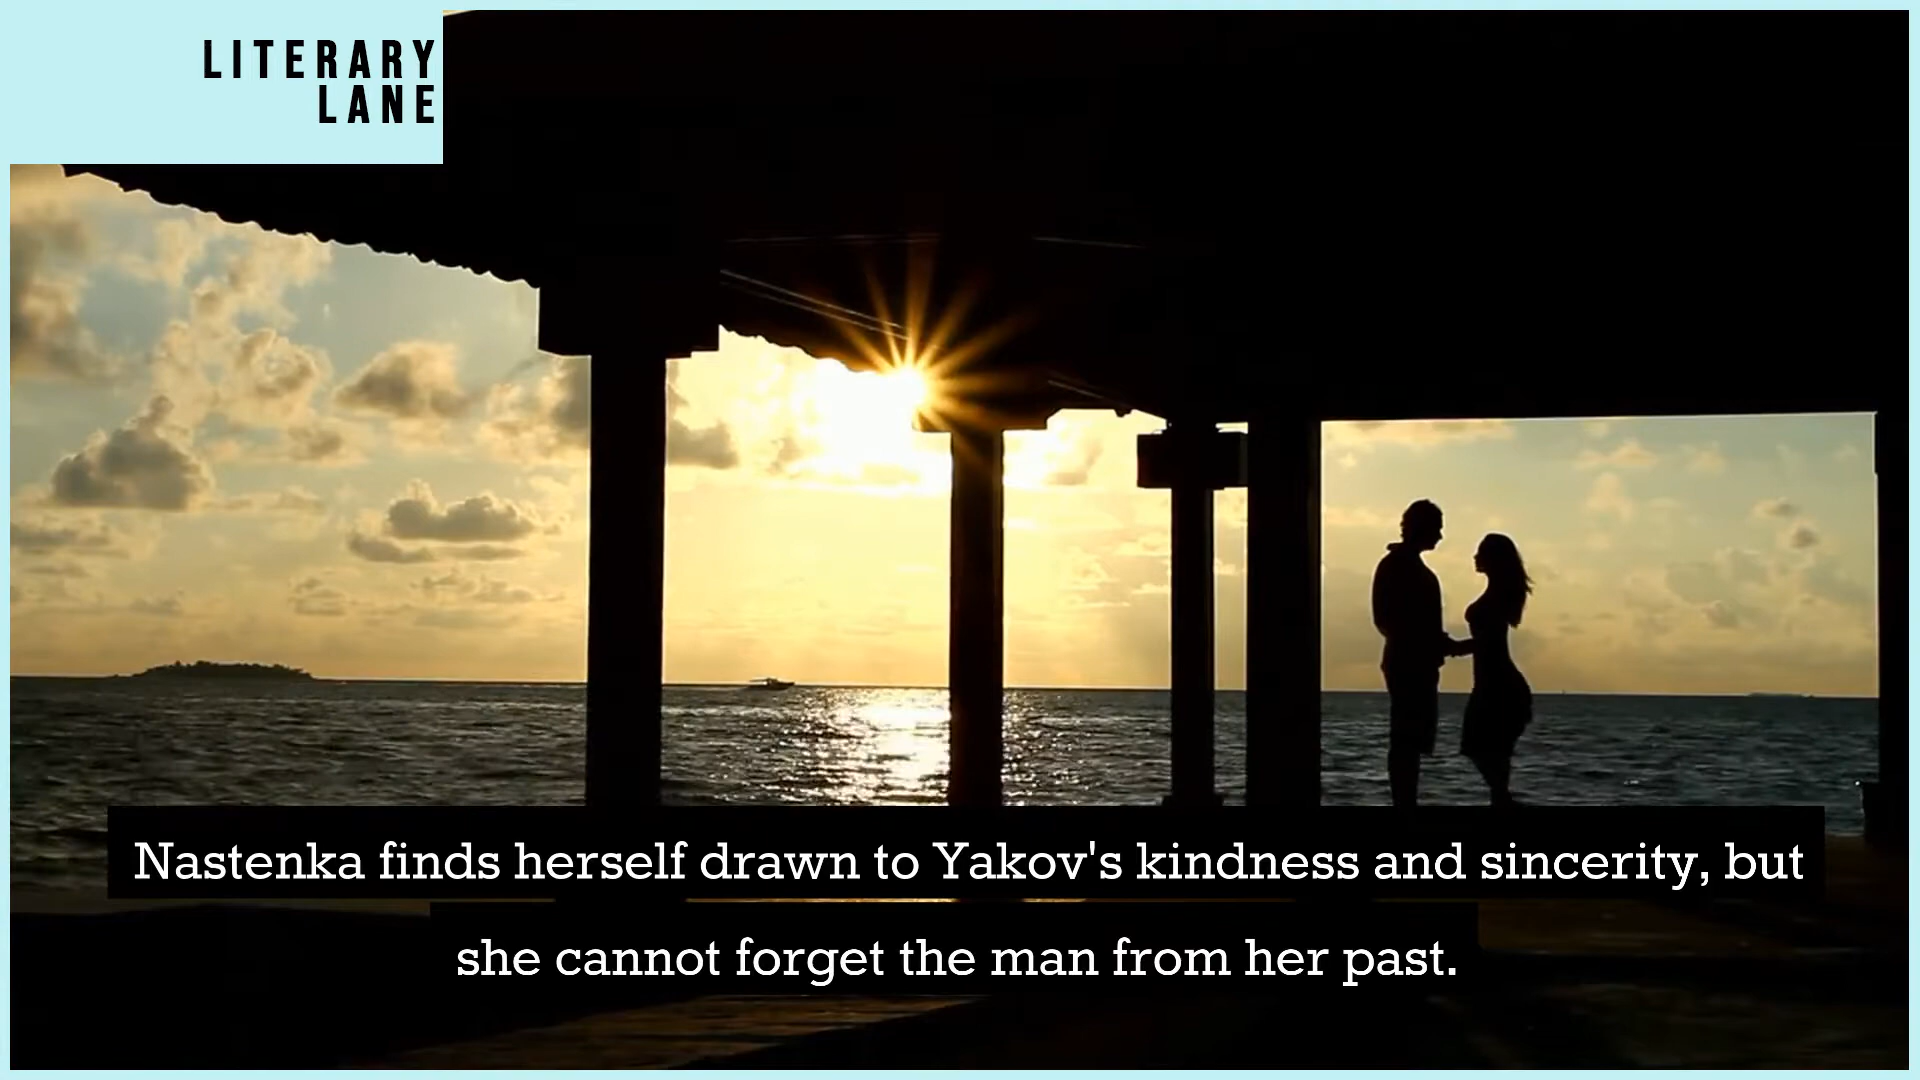 LITERARY
LANE
Nastenka finds herself drawn to Yakov's kindness and sincerity, but
she cannot forget the man from her past.